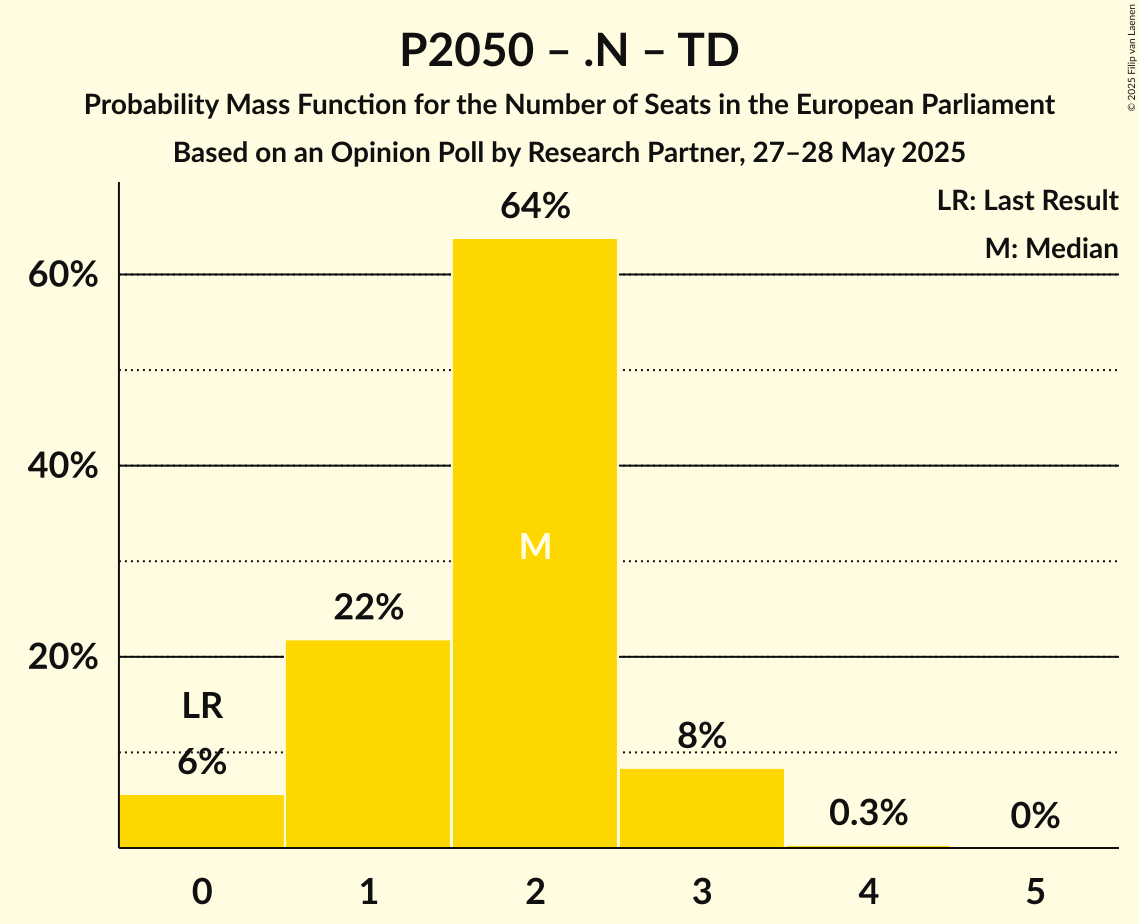 P2050 – .N – TD
Probability Mass Function for the Number of Seats in the European Parliament
Based on an Opinion Poll by Research Partner, 27–28 May 2025
© 2025 Filip van Laenen
LR: Last Result
M: Median
64%
60%
40%
M
22%
20%
LR
6%
8%
0.3%
0%
0 1 2 3 4 5